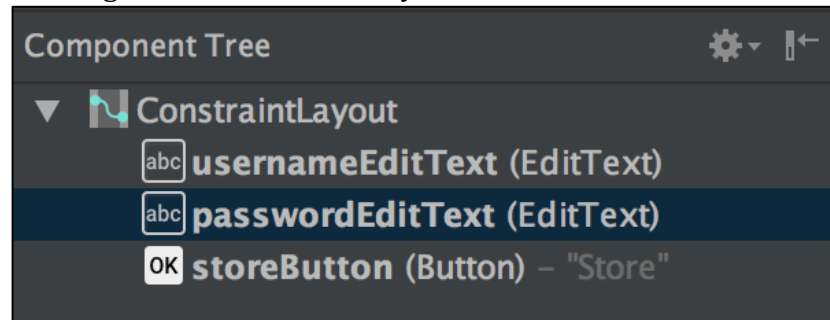 Component Tree
ConstraintLayout
abc usernameEditText (EditText)
abc passwordEditText (EditText)
OK storeButton (Button) – "Store"